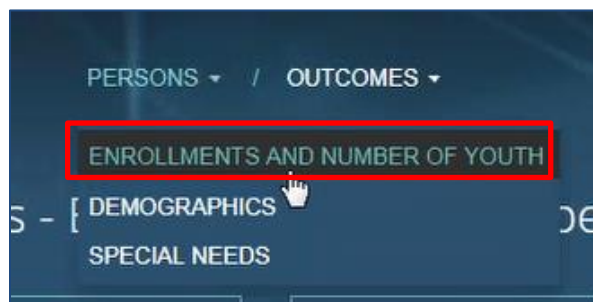 PERSONS / OUTCOMES
ENROLLMENTS AND NUMBER OF YOUTH
DEMOGRAPHICS
SPECIAL NEEDS